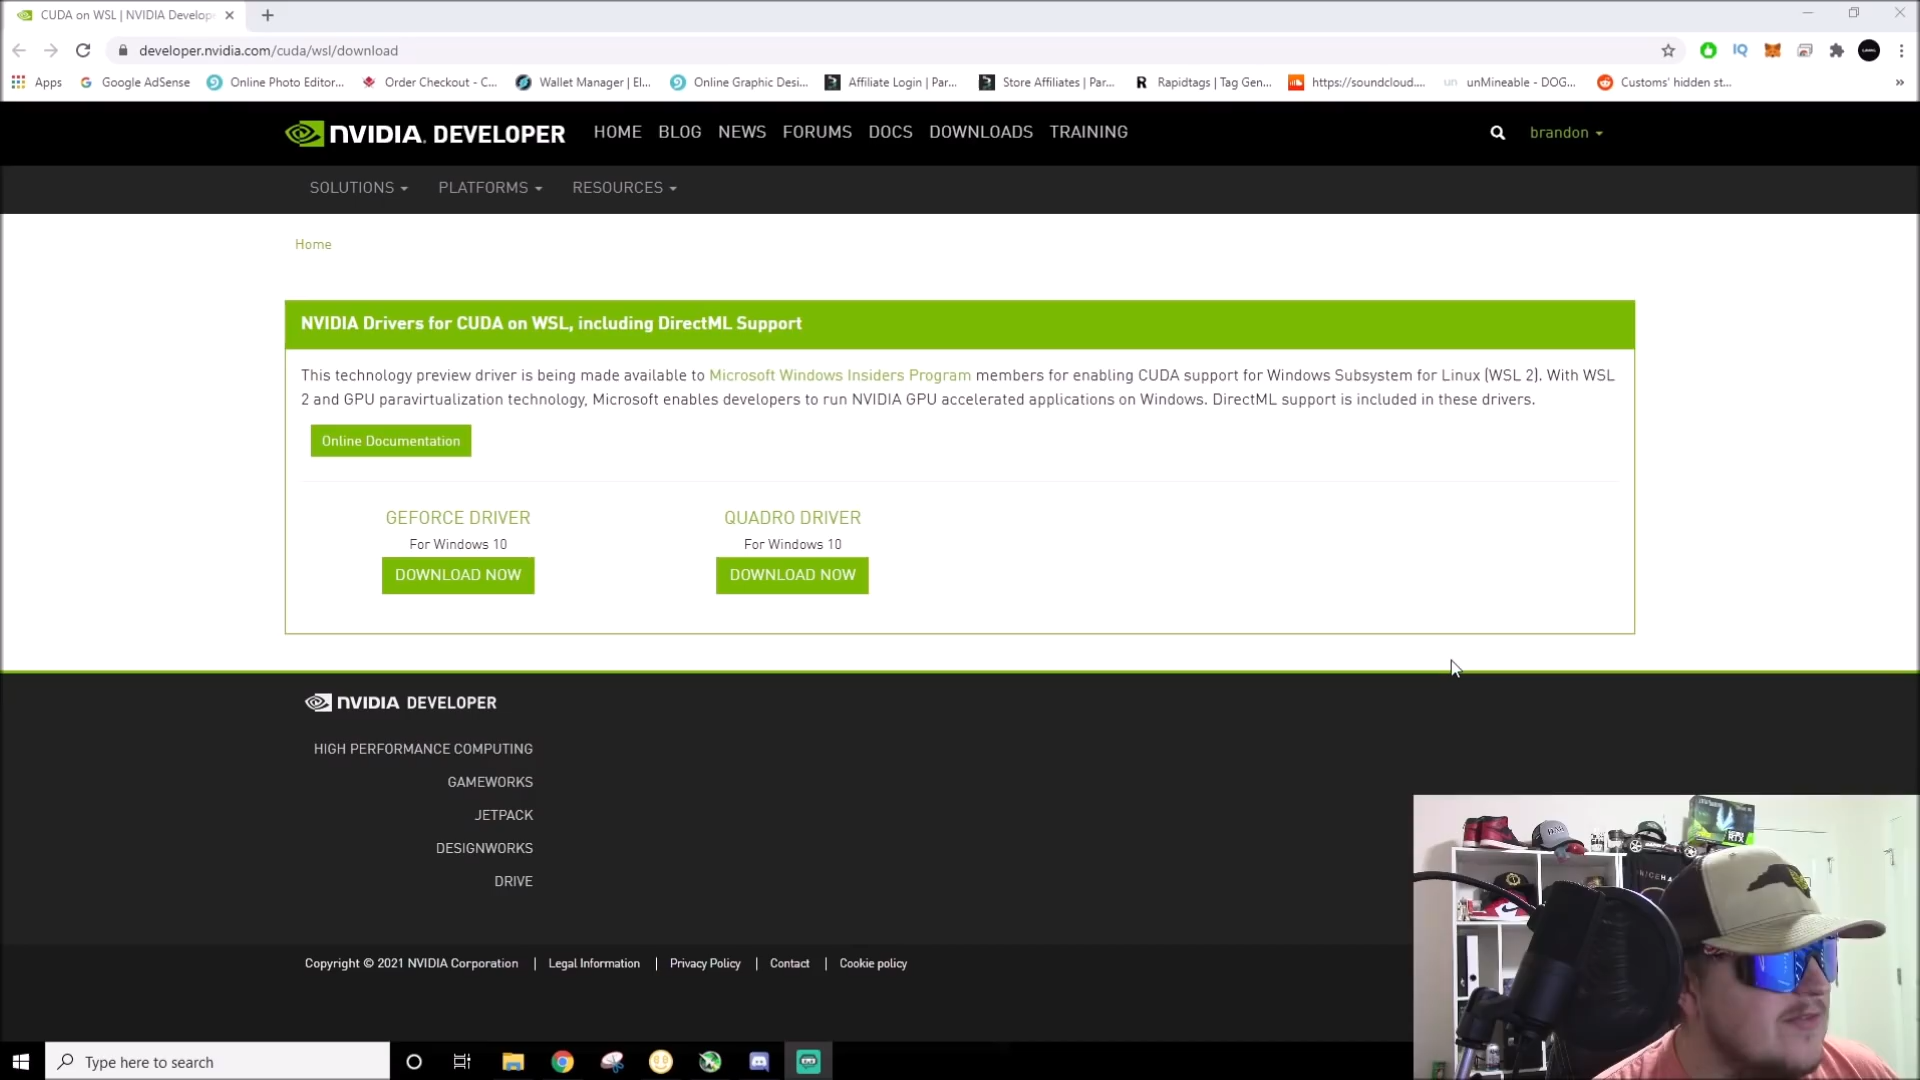 CUDA on WSL | NVIDIA Develop
developer.nvidia.com/cuda/wsl/download
Apps Google AdSense Online Photo Editor... Order Checkout - C... Wallet Manager | El... Online Graphic Desi... Affiliate Login | Par... Store Affiliates | Par... Rapidtags | Tag Gen... https://soundcloud.... unMineable - DOG... Customs' hidden st...
NVIDIA. DEVELOPER HOME BLOG NEWS FORUMS DOCS DOWNLOADS TRAINING brandon
SOLUTIONS PLATFORMS RESOURCES
Home
NVIDIA Drivers for CUDA on WSL, including DirectML Support
This technology preview driver is being made available to Microsoft Windows Insiders Program members for enabling CUDA support for Windows Subsystem for Linux (WSL 2). With WSL
2 and GPU paravirtualization technology, Microsoft enables developers to run NVIDIA GPU accelerated applications on Windows. DirectML support is included in these drivers.
Online Documentation
GEFORCE DRIVER QUADRO DRIVER
For Windows 10 For Windows 10
DOWNLOAD NOW DOWNLOAD NOW
NVIDIA DEVELOPER
HIGH PERFORMANCE COMPUTING
GAMEWORKS
JETPACK
DESIGNWORKS
DRIVE
Copyright © 2021 NVIDIA Corporation | Legal Information | Privacy Policy | Contact | Cookie policy
Type here to search